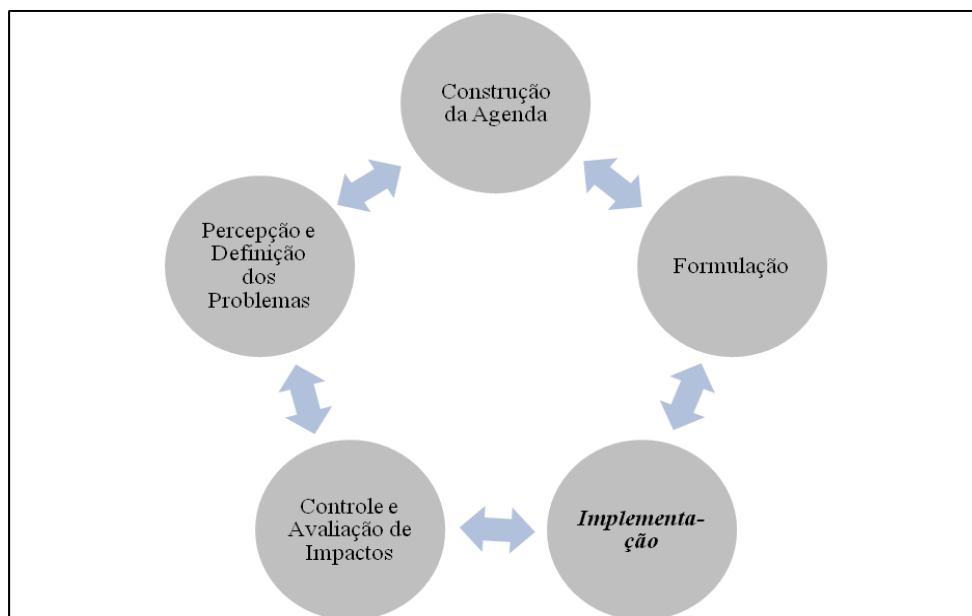 Construção
da Agenda
Percepção e
Definição
dos
Problemas
Formulação
Controle e
Avaliação de
Impactos
Implementa-
ção